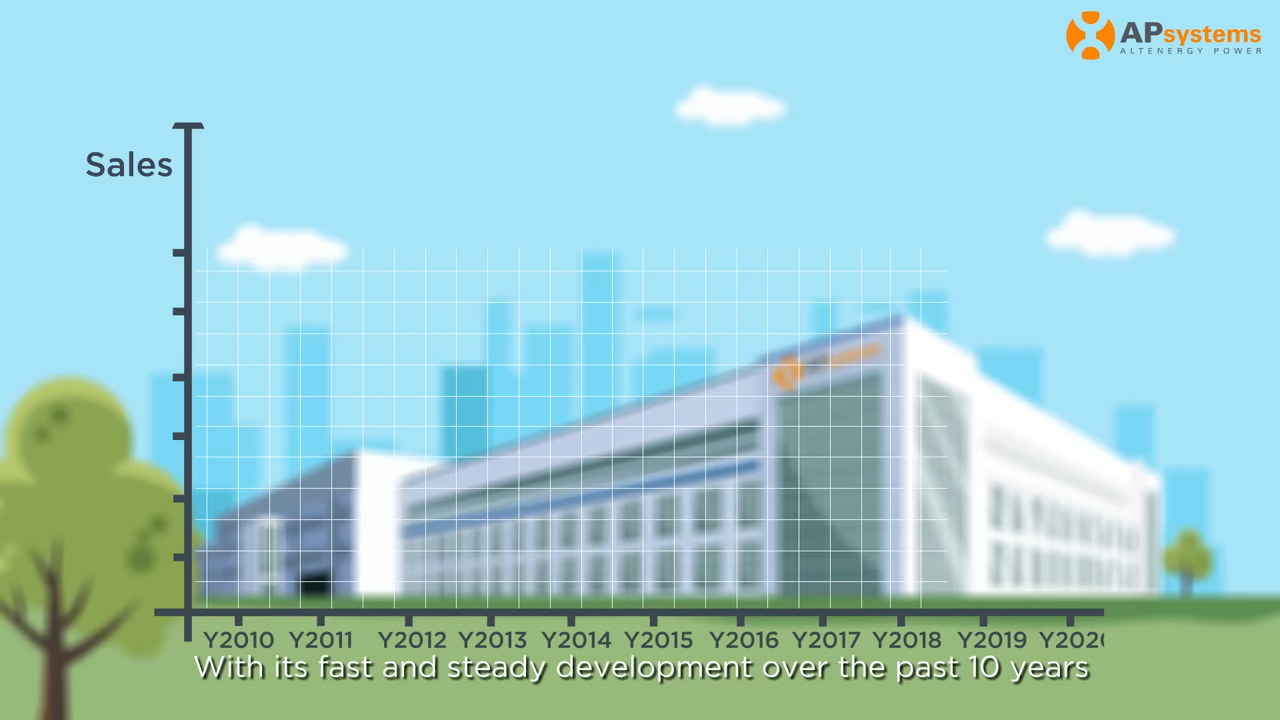 APsystems
ALTENERGY POWER
Sales
Y2010 Y2011 Y2012 Y2013 Y2014 Y2015 Y2016 Y2017 Y2018 Y2019 Y202
With its fast and steady development over the past 10 years